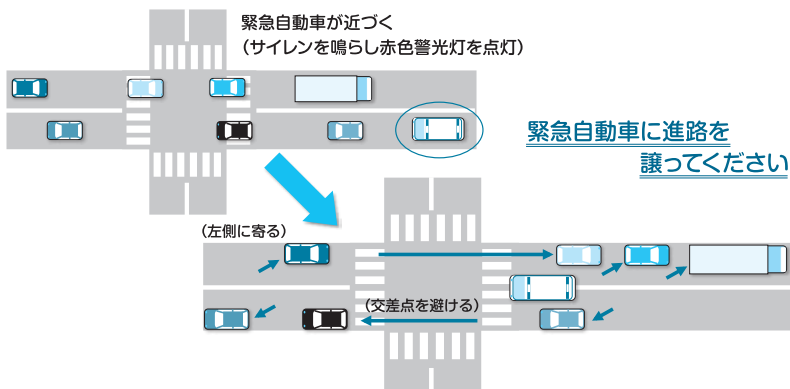 緊急自動車が近づく
（サイレンを鳴らし赤色警光灯を点灯）
緊急自動車に進路を
譲ってください
（左側に寄る）
（交差点を避ける）